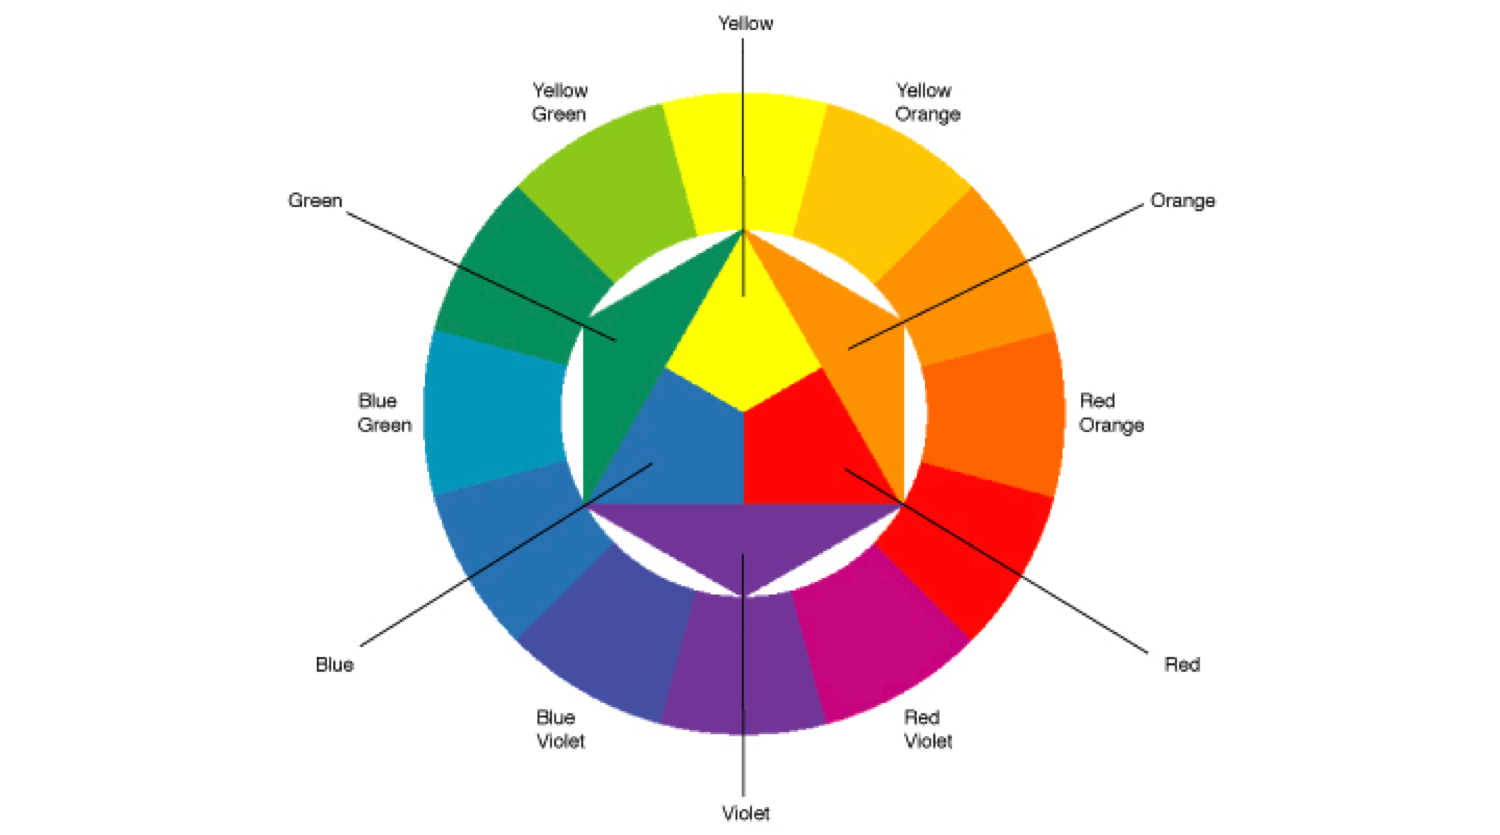 Yellow
Yellow
Green
Yellow
Orange
Green
Orange
Blue
Green
Red
Orange
Blue
Red
Blue
Violet
Red
Violet
Violet